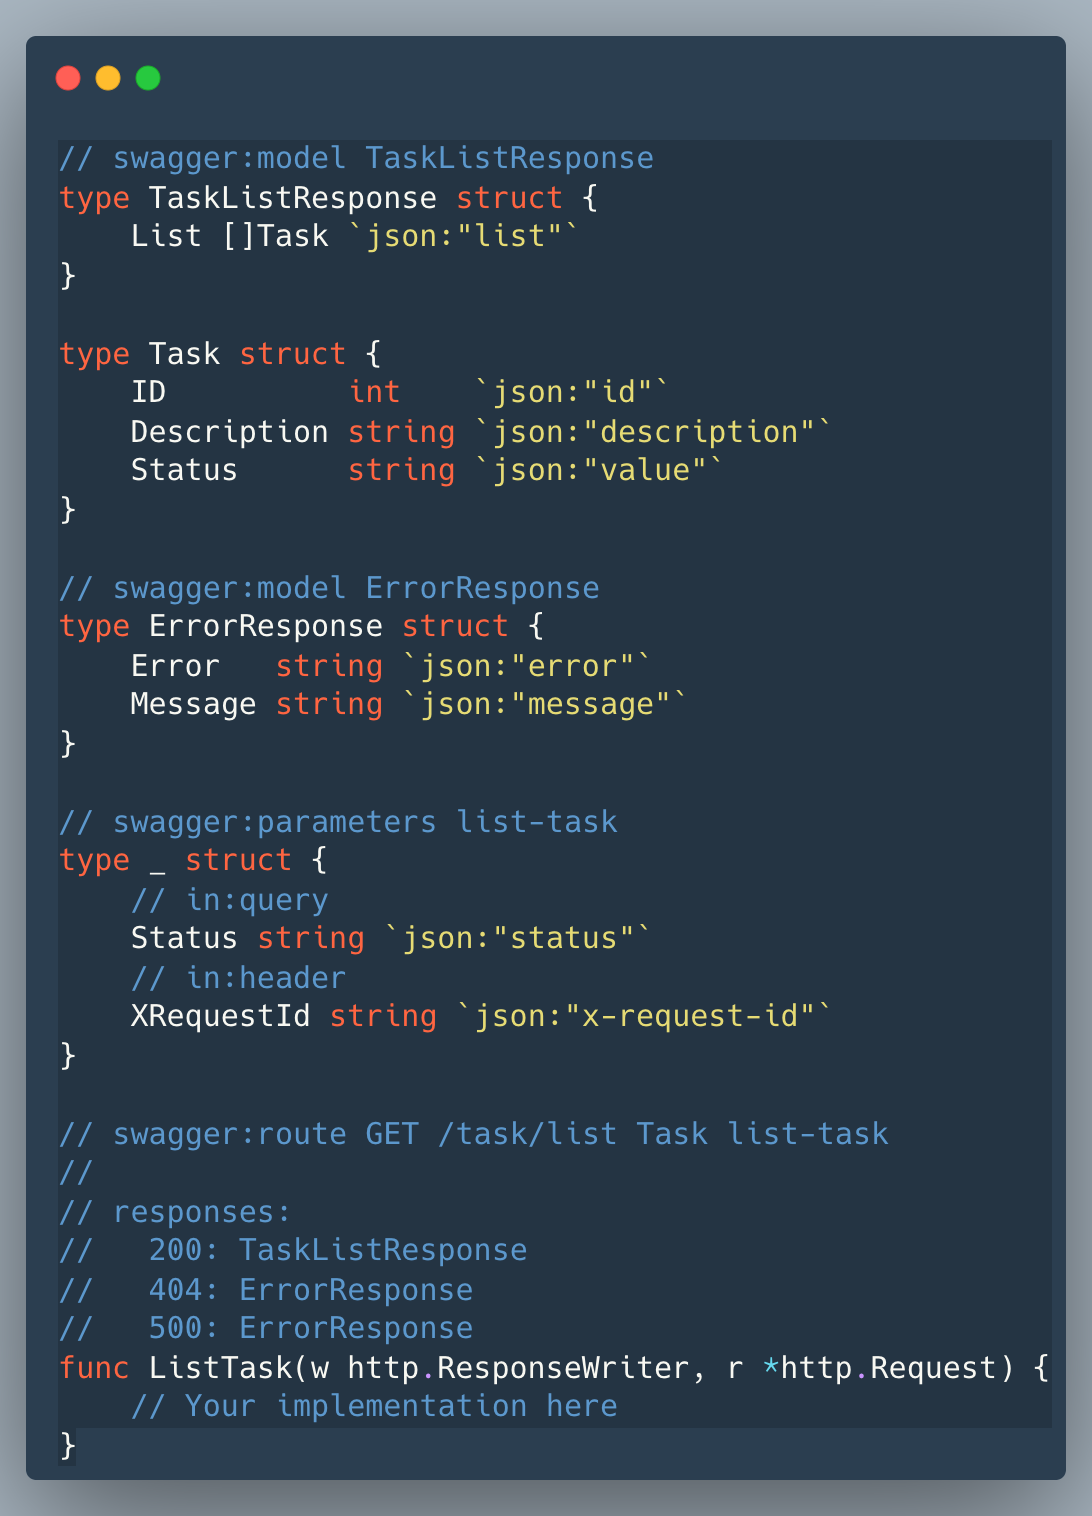 // swagger:model TaskListResponse
type TaskListResponse struct {
    List []Task `json:"list"`
}

type Task struct {
    ID          int    `json:"id"`
    Description string `json:"description"`
    Status      string `json:"value"`
}

// swagger:model ErrorResponse
type ErrorResponse struct {
    Error   string `json:"error"`
    Message string `json:"message"`
}

// swagger:parameters list-task
type _ struct {
    // in:query
    Status string `json:"status"`
    // in:header
    XRequestId string `json:"x-request-id"`
}

// swagger:route GET /task/list Task list-task
//
// responses:
//   200: TaskListResponse
//   404: ErrorResponse
//   500: ErrorResponse
func ListTask(w http.ResponseWriter, r *http.Request) {
    // Your implementation here
}